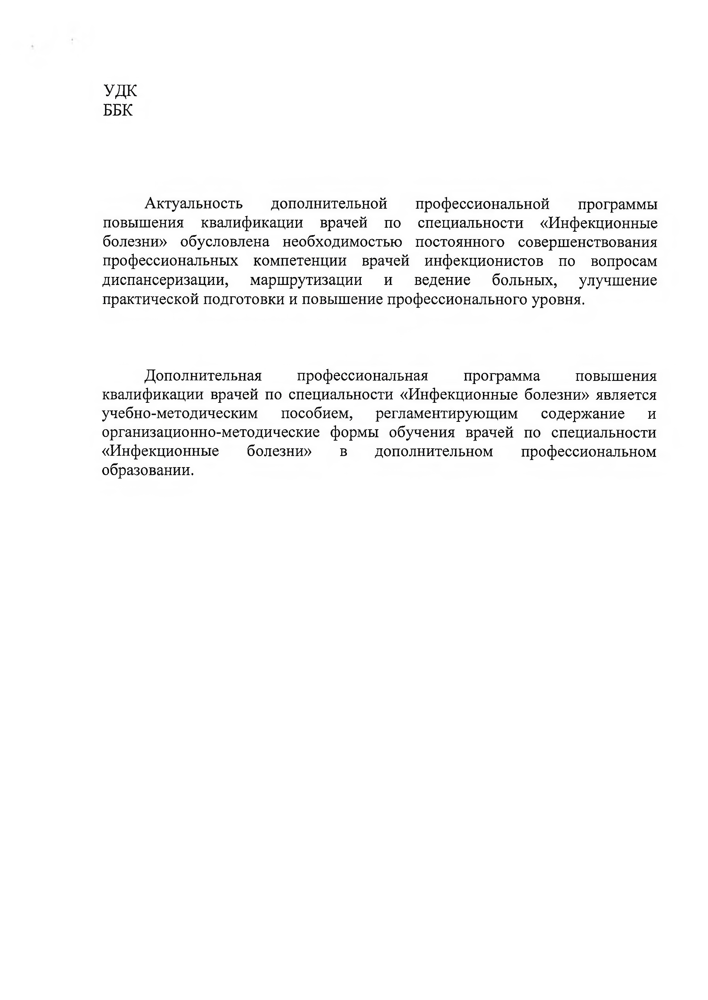 УДК
ББК
Актуальность дополнительной профессиональной программы
повышения квалификации врачей по специальности «Инфекционные
болезни» обусловлена необходимостью постоянного совершенствования
профессиональных компетенции врачей инфекционистов по вопросам
диспансеризации, маршрутизации и ведение больных, улучшение
практической подготовки и повышение профессионального уровня.
Дополнительная профессиональная программа повышения
квалификации врачей по специальности «Инфекционные болезни» является
учебно-методическим пособием, регламентирующим содержание и
организационно-методические формы обучения врачей по специальности
«Инфекционные болезни» в дополнительном профессиональном
образовании.